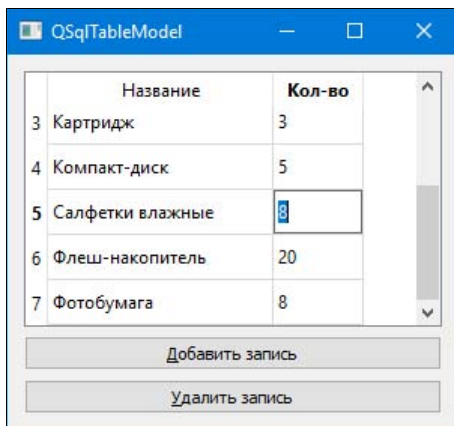 QSqlTableModel
Название Кол-во
3 Картридж 3
4 Компакт-диск 5
5 Салфетки влажные 8
6 Флеш-накопитель 20
7 Фотобумага 8
Добавить запись
Удалить запись